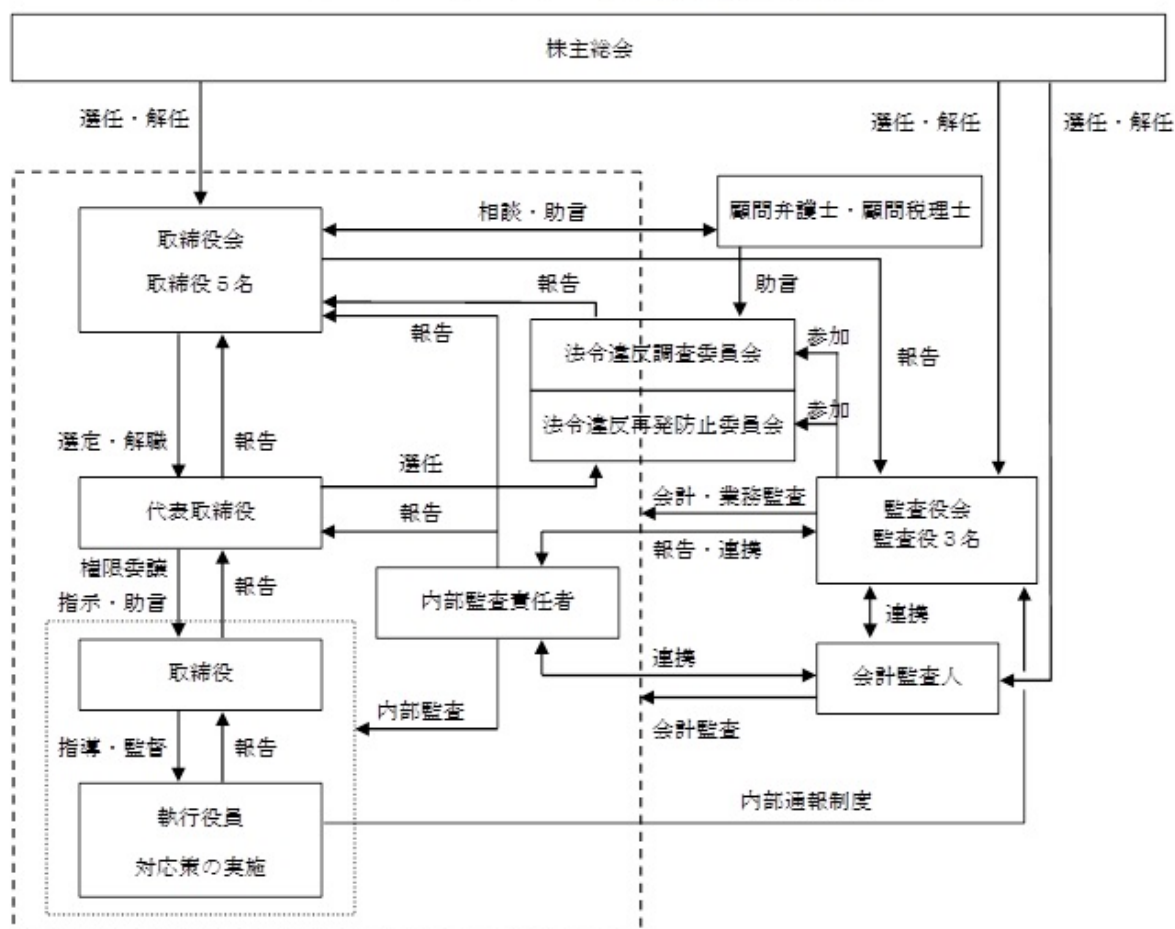 株主総会
選任・解任
選任・解任
選任・解任
取締役会
取締役5名
相談・助言
顧問弁護士・顧問税理士
報告
助言
報告
法令違反調査委員会
参加
報告
法令違反再発防止委員会
参加
選定・解職
報告
選任
代表取締役
報告
会計・業務監査
監査役会
監査役3名
報告・連携
権限委譲
指示・助言
報告
内部監査責任者
連携
取締役
連携
会計監査人
内部監査
会計監査
指導・監督
報告
執行役員
対応策の実施
内部通報制度